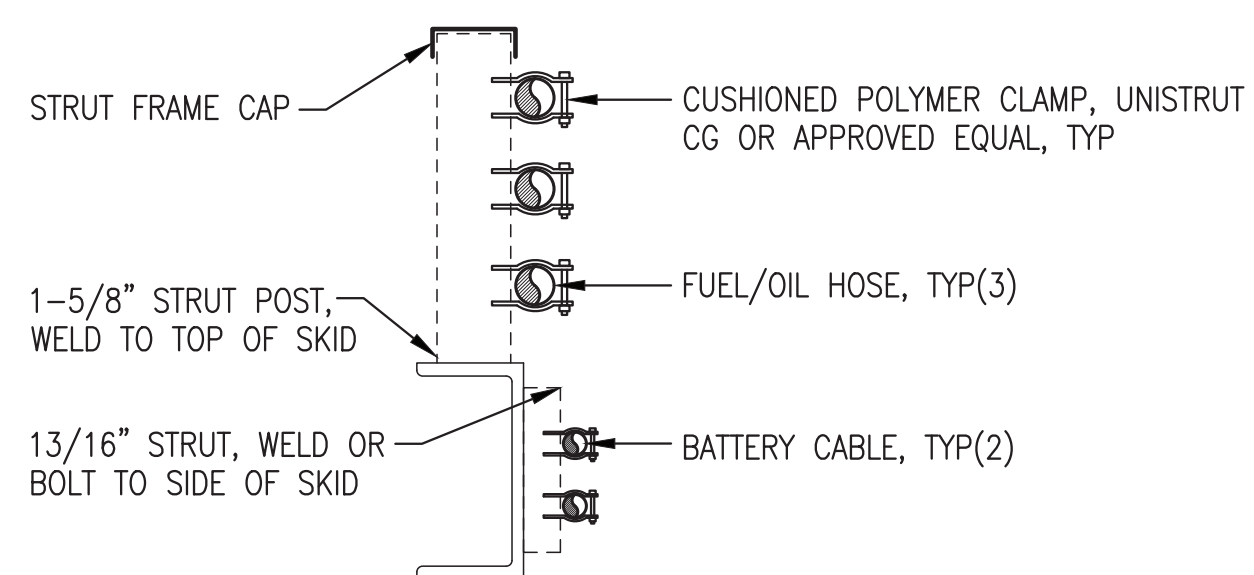 STRUT FRAME CAP
CUSHIONED POLYMER CLAMP, UNISTRUT
CG OR APPROVED EQUAL, TYP
1-5/8" STRUT POST,
WELD TO TOP OF SKID
FUEL/OIL HOSE, TYP(3)
13/16" STRUT, WELD OR
BOLT TO SIDE OF SKID
BATTERY CABLE, TYP(2)